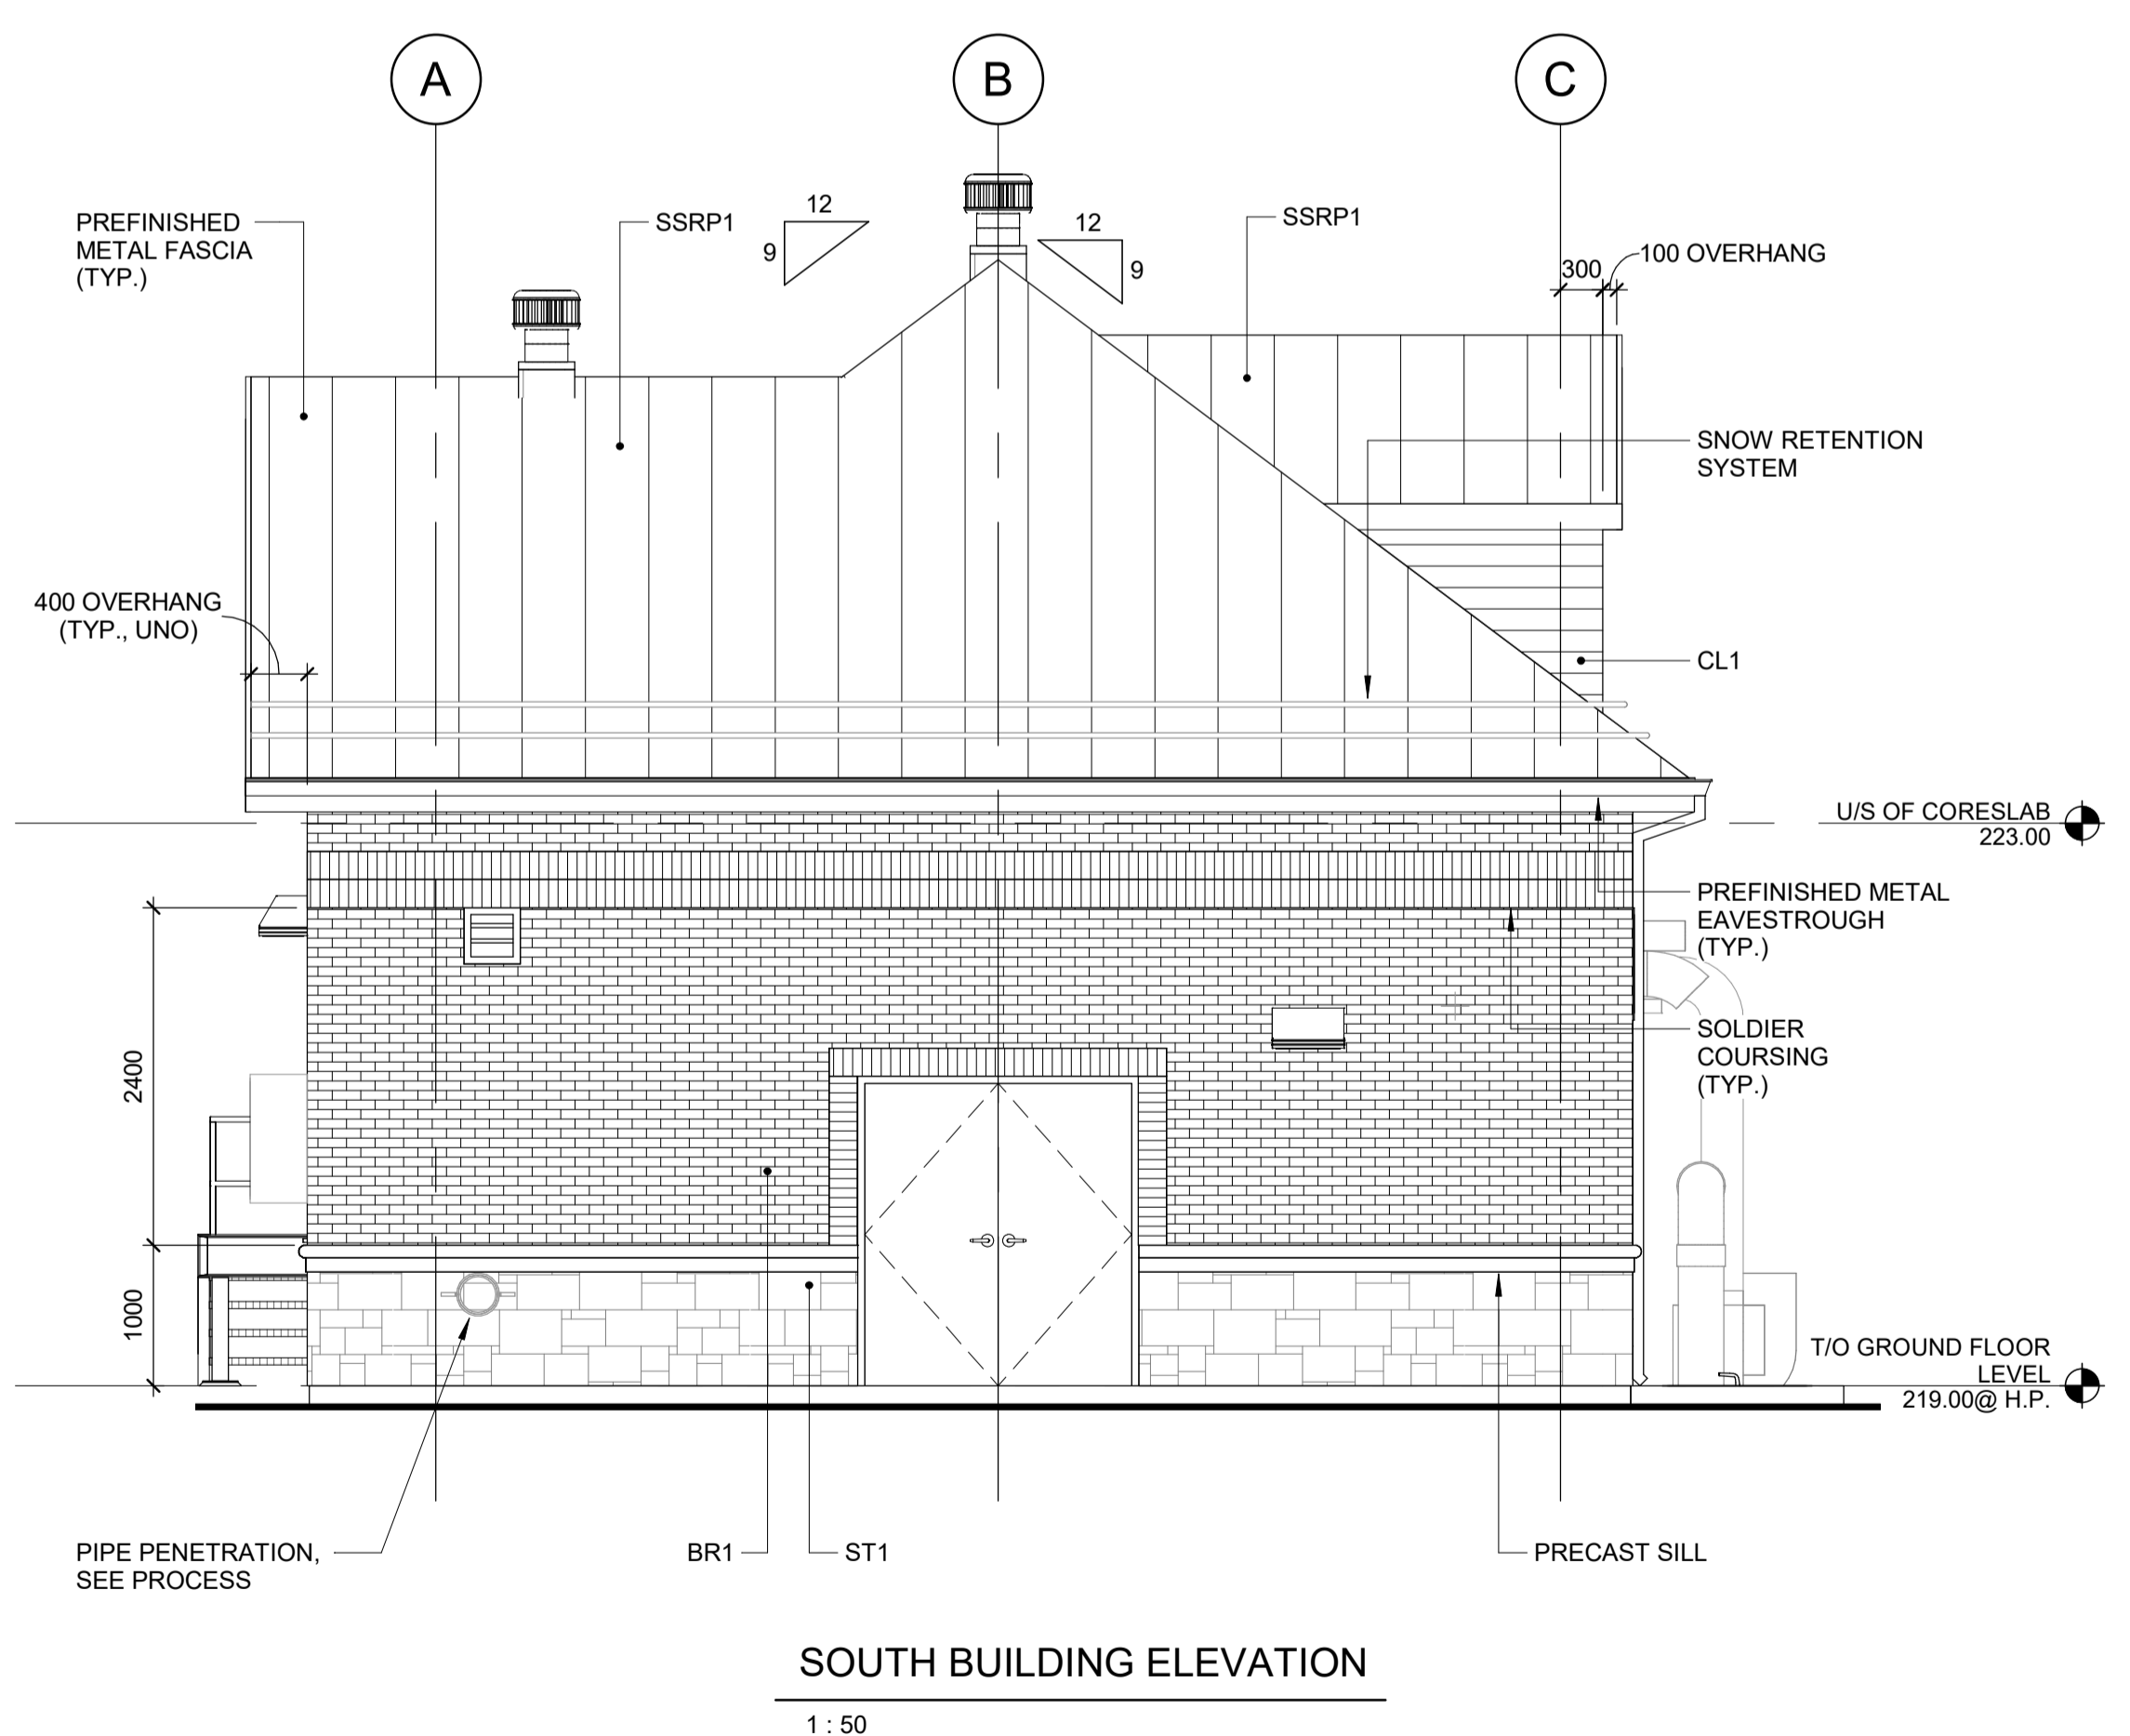 A
B
C
PREFINISHED
METAL FASCIA
(TYP.)
SSRP1
12
9
12
9
SSRP1
300
100 OVERHANG
SNOW RETENTION
SYSTEM
400 OVERHANG
(TYP., UNO)
CL1
U/S OF CORESLAB
223.00
PREFINISHED METAL
EAVESTROUGH
(TYP.)
SOLDIER
COURSING
(TYP.)
2400
1000
T/O GROUND FLOOR
LEVEL
219.00@ H.P.
PIPE PENETRATION,
SEE PROCESS
BR1
ST1
PRECAST SILL
SOUTH BUILDING ELEVATION
1 : 50